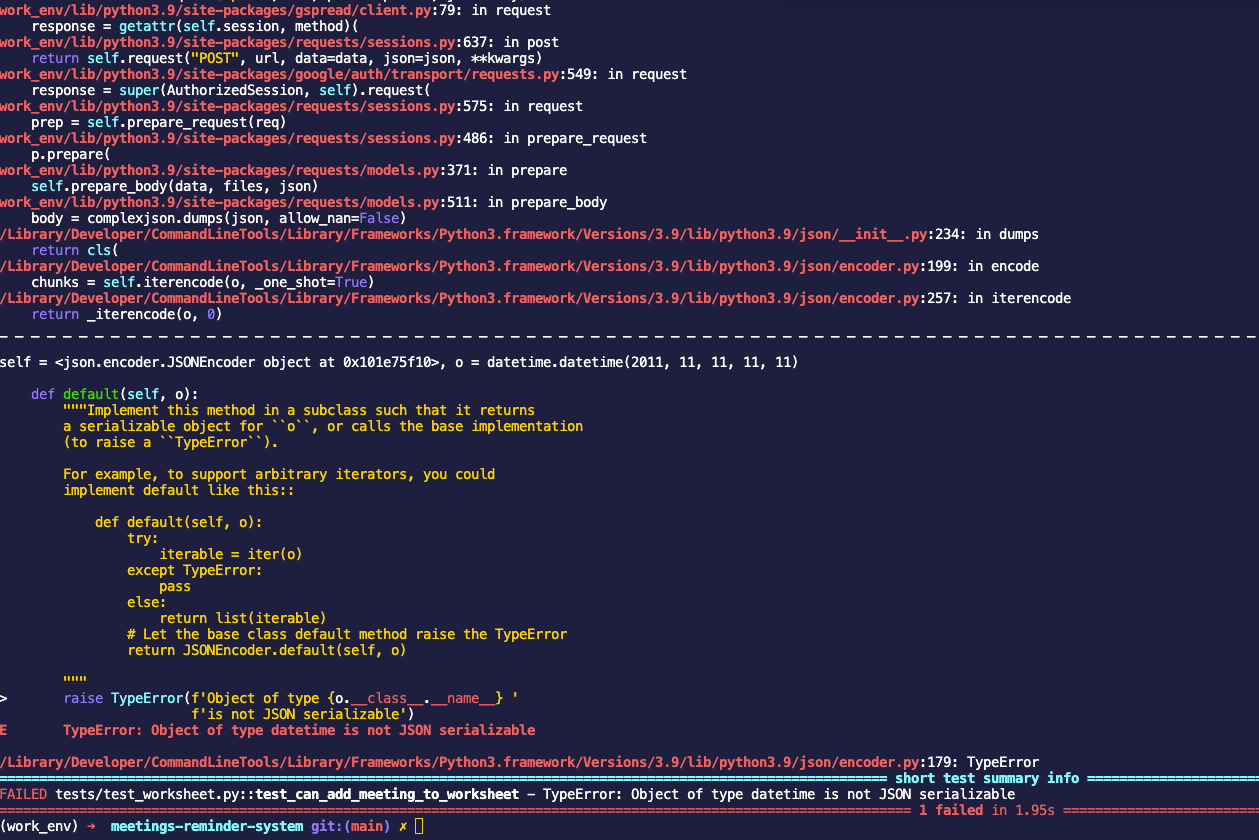 work_env/lib/python3.9/site-packages/gspread/client.py:79: in request
    response = getattr(self.session, method)(
work_env/lib/python3.9/site-packages/requests/sessions.py:637: in post
    return self.request("POST", url, data=data, json=json, **kwargs)
work_env/lib/python3.9/site-packages/google/auth/transport/requests.py:549: in request
    response = super(AuthorizedSession, self).request(
work_env/lib/python3.9/site-packages/requests/sessions.py:575: in request
    prep = self.prepare_request(req)
work_env/lib/python3.9/site-packages/requests/sessions.py:486: in prepare_request
    p.prepare(
work_env/lib/python3.9/site-packages/requests/models.py:371: in prepare
    self.prepare_body(data, files, json)
work_env/lib/python3.9/site-packages/requests/models.py:511: in prepare_body
    body = complexjson.dumps(json, allow_nan=False)
/Library/Developer/CommandLineTools/Library/Frameworks/Python3.framework/Versions/3.9/lib/python3.9/json/__init__.py:234: in dumps
    return cls(
/Library/Developer/CommandLineTools/Library/Frameworks/Python3.framework/Versions/3.9/lib/python3.9/json/encoder.py:199: in encode
    chunks = self.iterencode(o, _one_shot=True)
/Library/Developer/CommandLineTools/Library/Frameworks/Python3.framework/Versions/3.9/lib/python3.9/json/encoder.py:257: in iterencode
    return _iterencode(o, 0)
_ _ _ _ _ _ _ _ _ _ _ _ _ _ _ _ _ _ _ _ _ _ _ _ _ _ _ _ _ _ _ _ _ _ _ _ _ _ _ _ _ _ _ _ _ _ _ _ _ _ _ _ _ _ _ _ _ _ _ _ _ _ _ _ _ _ _ _ _ _ _ _ _ _ _ _ _ _ _

self = <json.encoder.JSONEncoder object at 0x101e75f10>, o = datetime.datetime(2011, 11, 11, 11, 11)

    def default(self, o):
        """Implement this method in a subclass such that it returns
        a serializable object for ``o``, or calls the base implementation
        (to raise a ``TypeError``).

        For example, to support arbitrary iterators, you could
        implement default like this::

            def default(self, o):
                try:
                    iterable = iter(o)
                except TypeError:
                    pass
                else:
                    return list(iterable)
                # Let the base class default method raise the TypeError
                return JSONEncoder.default(self, o)

        """
>       raise TypeError(f'Object of type {o.__class__.__name__} '
                        f'is not JSON serializable')
E       TypeError: Object of type datetime is not JSON serializable

/Library/Developer/CommandLineTools/Library/Frameworks/Python3.framework/Versions/3.9/lib/python3.9/json/encoder.py:179: TypeError
=============== short test summary info ===============
FAILED tests/test_worksheet.py::test_can_add_meeting_to_worksheet - TypeError: Object of type datetime is not JSON serializable
=============== 1 failed in 1.95s ===============
(work_env) ➜  meetings-reminder-system git:(main) ✗